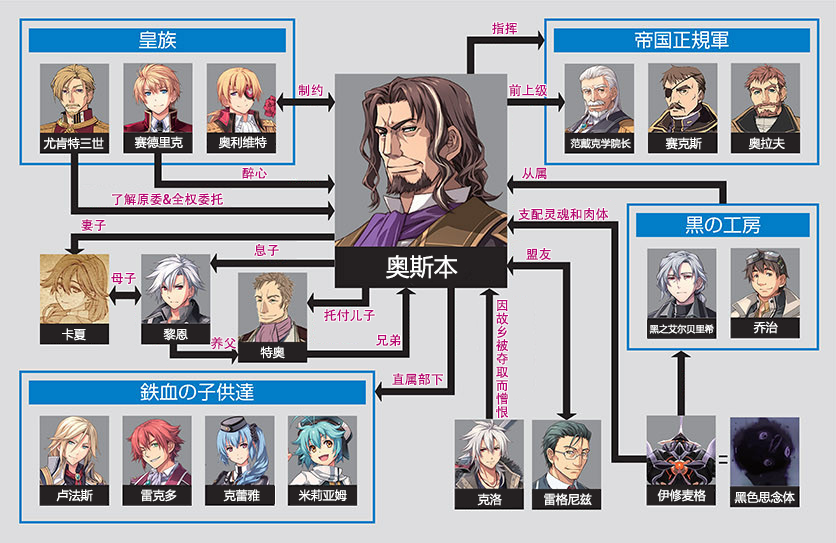 皇族
尤肯特三世
赛德里克
奥利维特
制约
指挥
前上级
帝国正規軍
范戴克学院长
赛克斯
奥拉夫
醉心
了解原委&全权委托
从属
妻子
支配灵魂和肉体
黒の工房
息子
奥斯本
盟友
母子
卡夏
黎恩
特奥
托付儿子
养父
兄弟
黑之艾尔贝里希
乔治
因故乡被夺取而憎恨
直属部下
鉄血の子供達
卢法斯
雷克多
克蕾雅
米莉亚姆
克洛
雷格尼兹
伊修麦格
=
黑色思念体